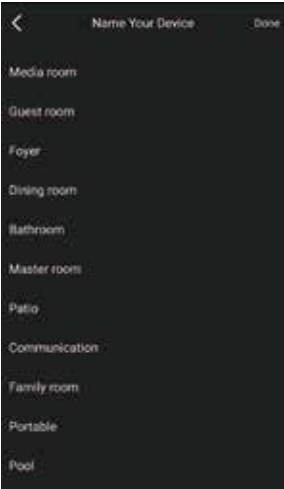 Name Your Device Done
Media room
Guest room
Foyer
Dining room
Bathroom
Master room
Patio
Communication
Family room
Portable
Pool